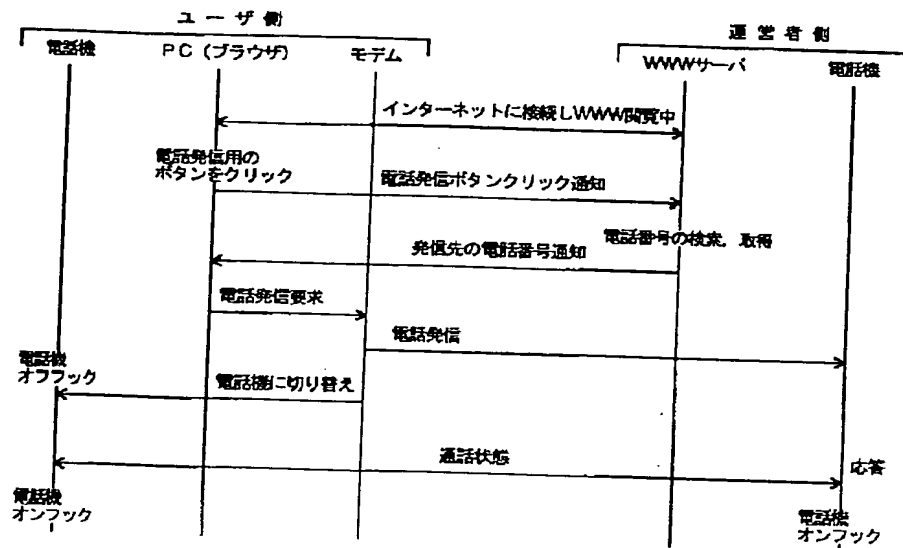 ユーザ側
運営者側
電話機
PC(ブラウザ)
モデム
WWWサーバ
電話機
インターネットに接続しWWW閲覧中
電話発信用の
ボタンをクリック
電話発信ボタンクリック通知
電話番号の検索, 取得
発信先の電話番号通知
電話発信要求
電話発信
電話機
オフフック
電話機に切り替え
通話状態
応答
電話機
オンフック
電話機
オンフック